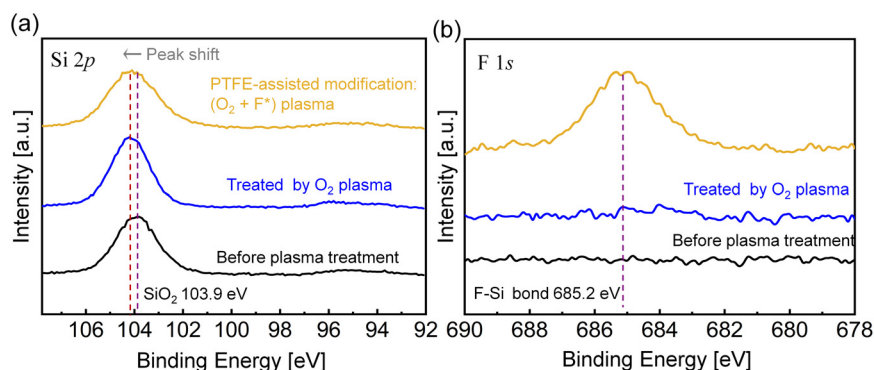 (a)
Si 2p
← Peak shift
PTFE-assisted modification:
(O₂ + F*) plasma
Treated by O₂ plasma
Before plasma treatment
SiO₂ 103.9 eV
Intensity [a.u.]
106 104 102 100 98 96 94 92
Binding Energy [eV]
(b)
F 1s
Treated by O₂ plasma
Before plasma treatment
F-Si bond 685.2 eV
Intensity [a.u.]
690 688 686 684 682 680 678
Binding Energy [eV]